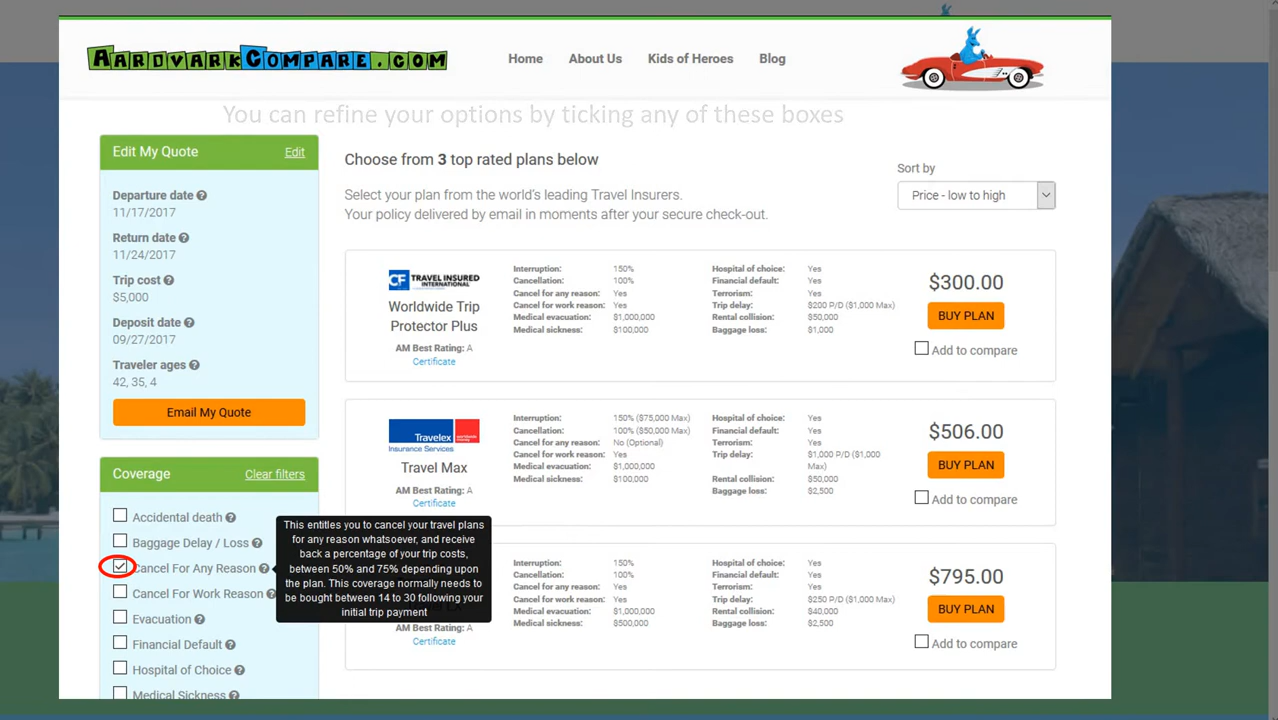 AARDVARKCOMPARE.COM
Home About Us Kids of Heroes Blog
You can refine your options by ticking any of these boxes
Edit My Quote Edit
Departure date
11/17/2017
Return date
11/24/2017
Trip cost
$5,000
Deposit date
09/27/2017
Traveler ages
42, 35, 4
Email My Quote
Coverage Clear filters
Accidental death
Baggage Delay / Loss
Cancel For Any Reason
Cancel For Work Reason
Evacuation
Financial Default
Hospital of Choice
Medical Sickness
This entitles you to cancel your travel plans
for any reason whatsoever, and receive
back a percentage of your trip costs,
between 50% and 75% depending upon
the plan. This coverage normally needs to
be bought between 14 to 30 following your
initial trip payment
Choose from 3 top rated plans below
Select your plan from the world's leading Travel Insurers.
Your policy delivered by email in moments after your secure check-out.
Sort by
Price - low to high
CF TRAVEL INSURED
INTERNATIONAL
Worldwide Trip
Protector Plus
AM Best Rating: A
Certificate
Interruption: 150%
Cancellation: 100%
Cancel for any reason: Yes
Cancel for work reason: Yes
Medical evacuation: $1,000,000
Medical sickness: $100,000
Hospital of choice: Yes
Financial default: Yes
Terrorism: Yes
Trip delay: $200 P/D ($1,000 Max)
Rental collision: $50,000
Baggage loss: $1,000
$300.00
BUY PLAN
Add to compare
Travelex
Insurance Services
Travel Max
AM Best Rating: A
Certificate
Interruption: 150% ($75,000 Max)
Cancellation: 100% ($50,000 Max)
Cancel for any reason: No (Optional)
Cancel for work reason: Yes
Medical evacuation: $1,000,000
Medical sickness: $100,000
Hospital of choice: Yes
Financial default: Yes
Terrorism: Yes
Trip delay: $1,000 P/D ($1,000
Max)
Rental collision: $50,000
Baggage loss: $2,500
$506.00
BUY PLAN
Add to compare
AM Best Rating: A
Certificate
Interruption: 150%
Cancellation: 100%
Cancel for any reason: Yes
Cancel for work reason: Yes
Medical evacuation: $1,000,000
Medical sickness: $500,000
Hospital of choice: Yes
Financial default: Yes
Terrorism: Yes
Trip delay: $250 P/D ($1,000 Max)
Rental collision: $40,000
Baggage loss: $2,500
$795.00
BUY PLAN
Add to compare